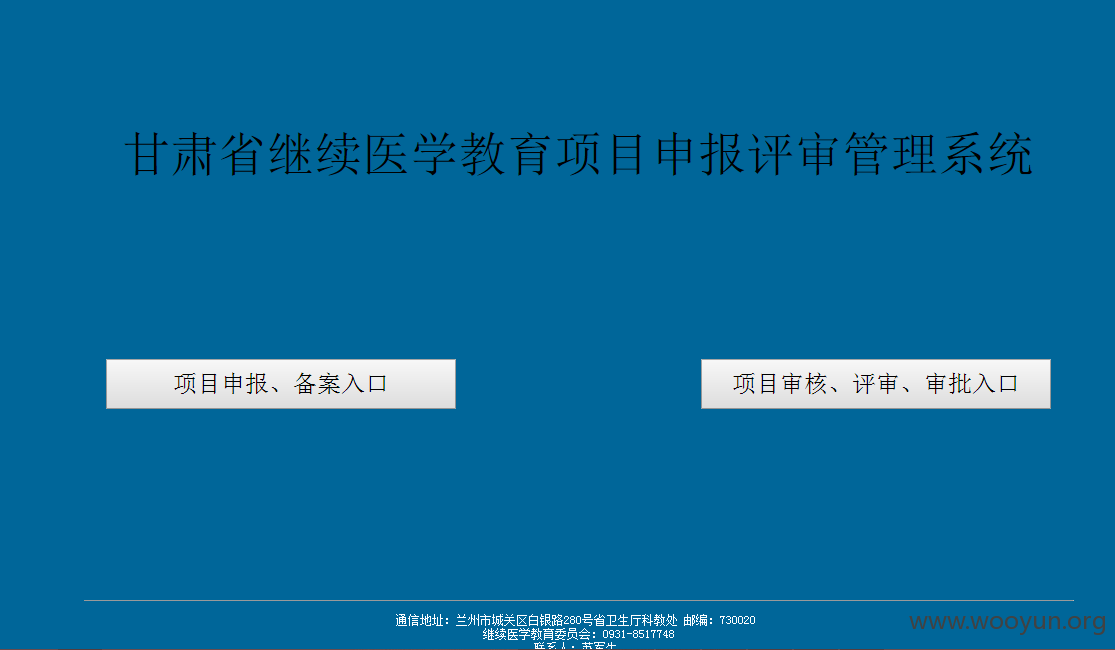 甘肃省继续医学教育项目申报评审管理系统
项目申报、备案入口
项目审核、评审、审批入口
通信地址：兰州市城关区白银路280号省卫生厅科教处 邮编：730020
继续医学教育委员会：0931-8517748
联系人：苏军生
www.wooyun.org